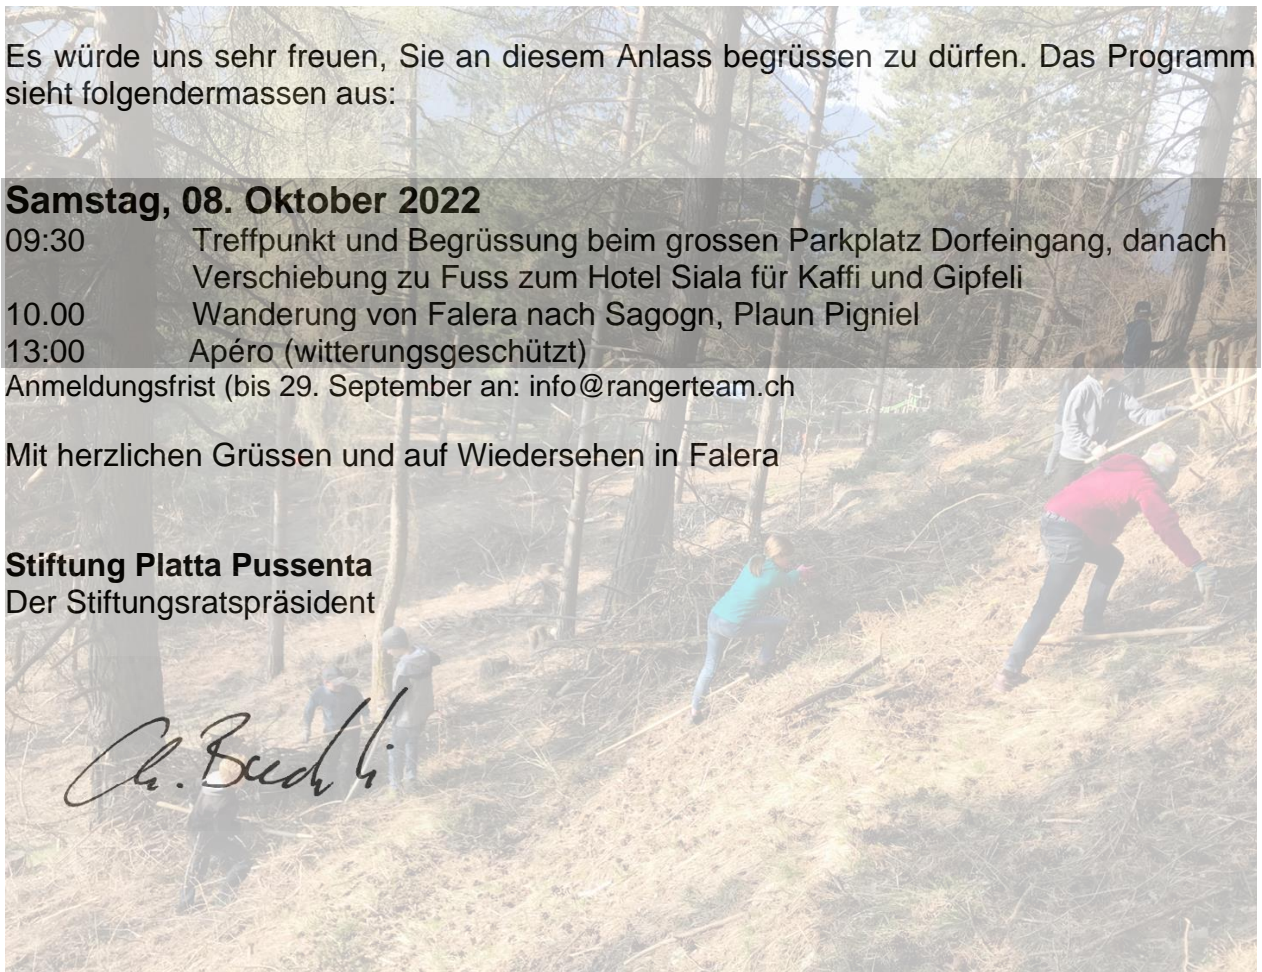 Es würde uns sehr freuen, Sie an diesem Anlass begrüssen zu dürfen. Das Programm
sieht folgendermassen aus:
Samstag, 08. Oktober 2022
09:30 Treffpunkt und Begrüssung beim grossen Parkplatz Dorfeingang, danach
Verschiebung zu Fuss zum Hotel Siala für Kaffi und Gipfeli
10.00 Wanderung von Falera nach Sagogn, Plaun Pigniel
13:00 Apéro (witterungsgeschützt)
Anmeldungsfrist (bis 29. September an: info@rangerteam.ch
Mit herzlichen Grüssen und auf Wiedersehen in Falera
Stiftung Platta Pussenta
Der Stiftungsratspräsident